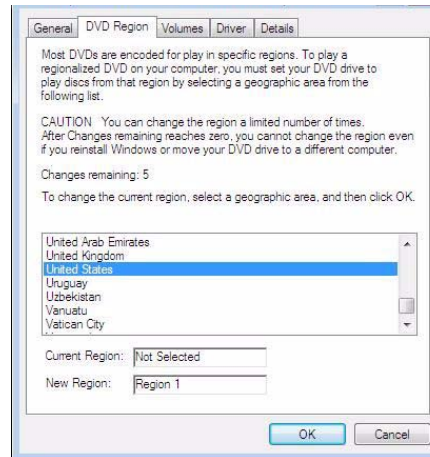 General DVD Region Volumes Driver Details
Most DVDs are encoded for play in specific regions. To play a
regionalized DVD on your computer, you must set your DVD drive to
play discs from that region by selecting a geographic area from the
following list.
CAUTION You can change the region a limited number of times.
After Changes remaining reaches zero, you cannot change the region even
if you reinstall Windows or move your DVD drive to a different computer.
Changes remaining: 5
To change the current region, select a geographic area, and then click OK.
United Arab Emirates
United Kingdom
United States
Uruguay
Uzbekistan
Vanuatu
Vatican City
Current Region: Not Selected
New Region: Region 1
OK Cancel